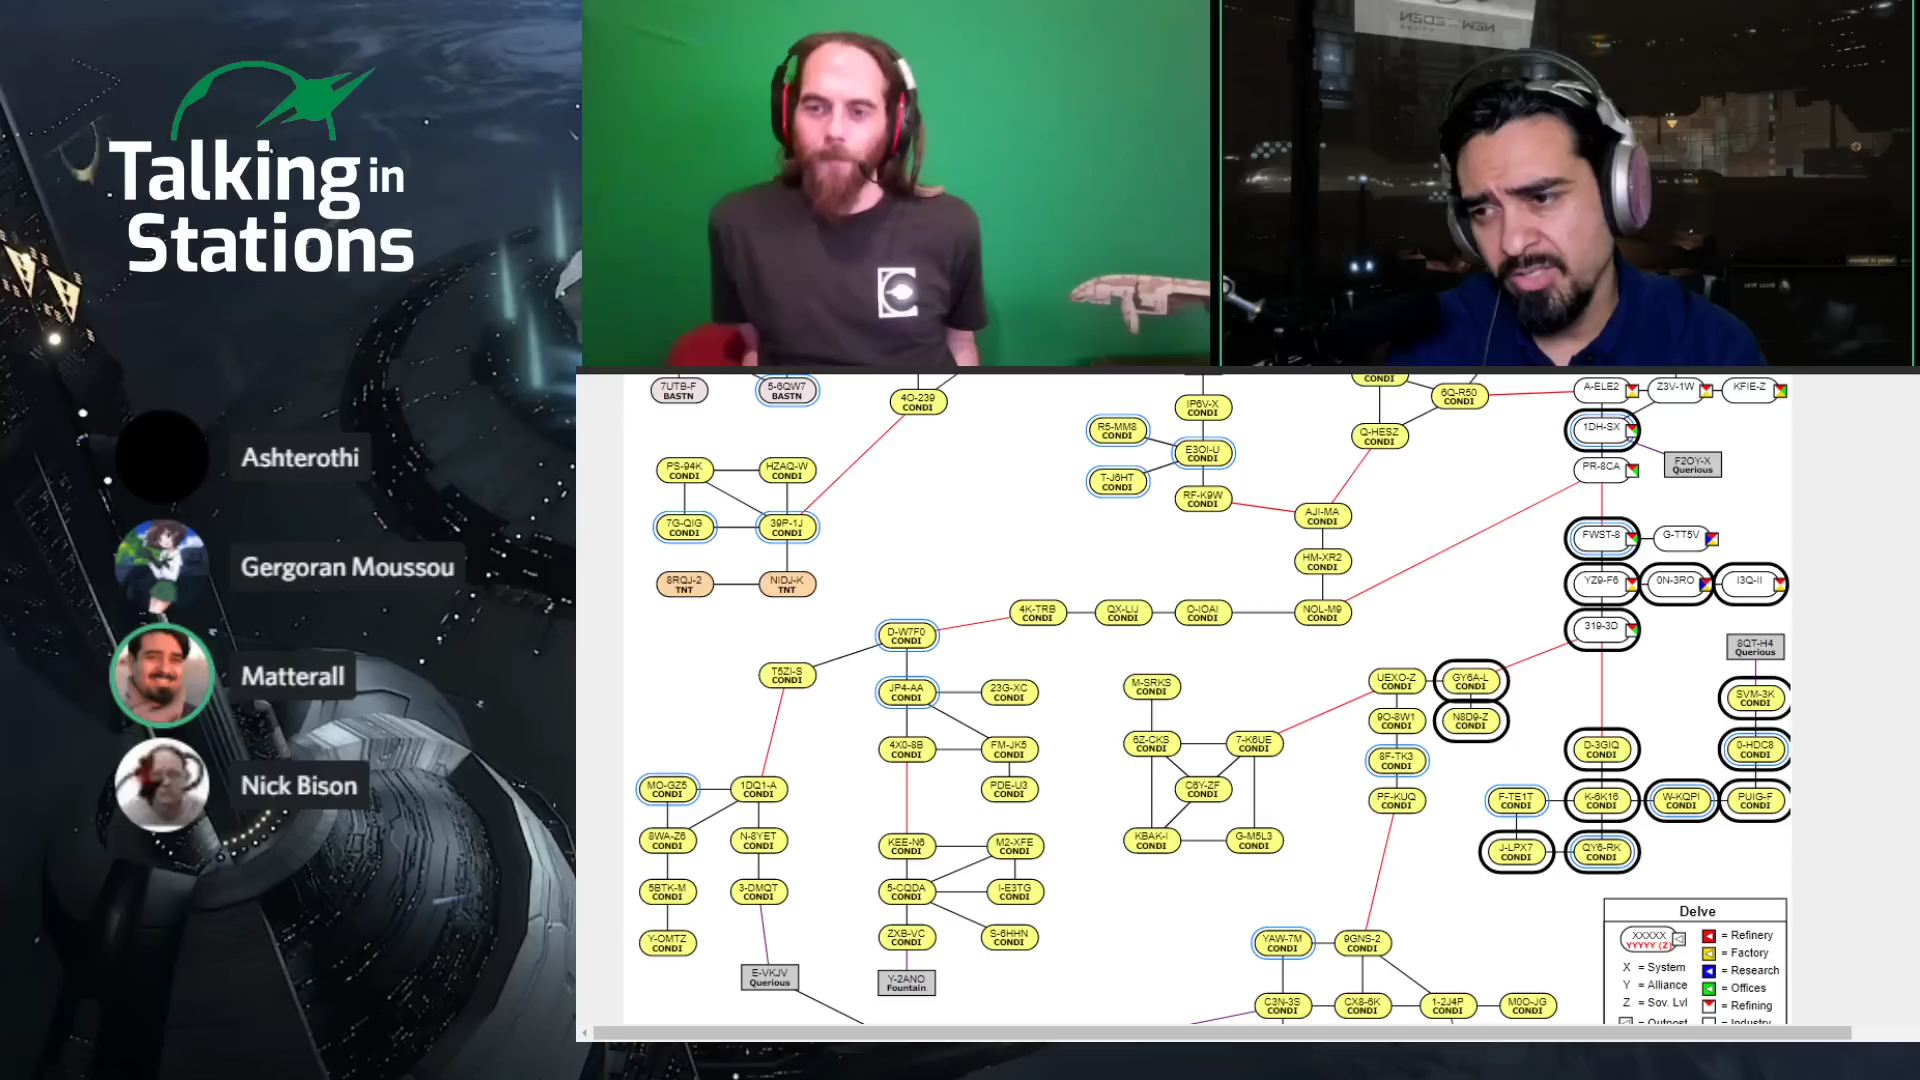 Talking in
Stations
Ashterothi
Gergoran Moussou
Matterall
Nick Bison
NEW EDEN
7UTB-F
BASTN
5-6QW7
BASTN
4O-239
CONDI
IP6V-X
CONDI
CONDI
6Q-R50
CONDI
A-ELE2
Z3V-1W
KFIE-Z
R5-MM8
CONDI
E3OI-U
CONDI
Q-HESZ
CONDI
1DH-SX
PS-94K
CONDI
HZAQ-W
CONDI
T-J6HT
CONDI
RF-K9W
CONDI
PR-8CA
F2OY-X
Querious
7G-QIG
CONDI
39P-1J
CONDI
AJI-MA
CONDI
FWST-8
G-TT5V
HM-XR2
CONDI
8RQJ-2
TNT
NIDJ-K
TNT
YZ9-F6
0N-3RO
I3Q-II
4K-TRB
CONDI
QX-LIJ
CONDI
O-IOAI
CONDI
NOL-M9
CONDI
D-W7F0
CONDI
319-3D
8QT-H4
Querious
T5ZI-S
CONDI
JP4-AA
CONDI
23G-XC
CONDI
M-SRKS
CONDI
UEXO-Z
CONDI
GY6A-L
CONDI
SVM-3K
CONDI
9O-8W1
CONDI
N8D9-Z
CONDI
4X0-8B
CONDI
FM-JK5
CONDI
6Z-CKS
CONDI
7-K6UE
CONDI
8F-TK3
CONDI
D-3GIQ
CONDI
0-HDC8
CONDI
MO-GZ5
CONDI
1DQ1-A
CONDI
PDE-U3
CONDI
C6Y-ZF
CONDI
PF-KUQ
CONDI
F-TE1T
CONDI
K-6K16
CONDI
W-KQPI
CONDI
PUIG-F
CONDI
8WA-Z6
CONDI
N-8YET
CONDI
KEE-N6
CONDI
M2-XFE
CONDI
KBAK-I
CONDI
G-M5L3
CONDI
J-LPX7
CONDI
QY6-RK
CONDI
5BTK-M
CONDI
3-DMQT
CONDI
5-CQDA
CONDI
I-E3TG
CONDI
Y-OMTZ
CONDI
ZXB-VC
CONDI
S-6HHN
CONDI
YAW-7M
CONDI
9GNS-2
CONDI
E-VKJV
Querious
Y-2ANO
Fountain
C3N-3S
CONDI
CX8-6K
CONDI
1-2J4P
CONDI
M0O-JG
CONDI
Delve
XXXXX
YYYYY (Z)
= Refinery
= Factory
X = System
= Research
Y = Alliance
= Offices
Z = Sov. Lvl
= Refining
= Outpost
= Industry